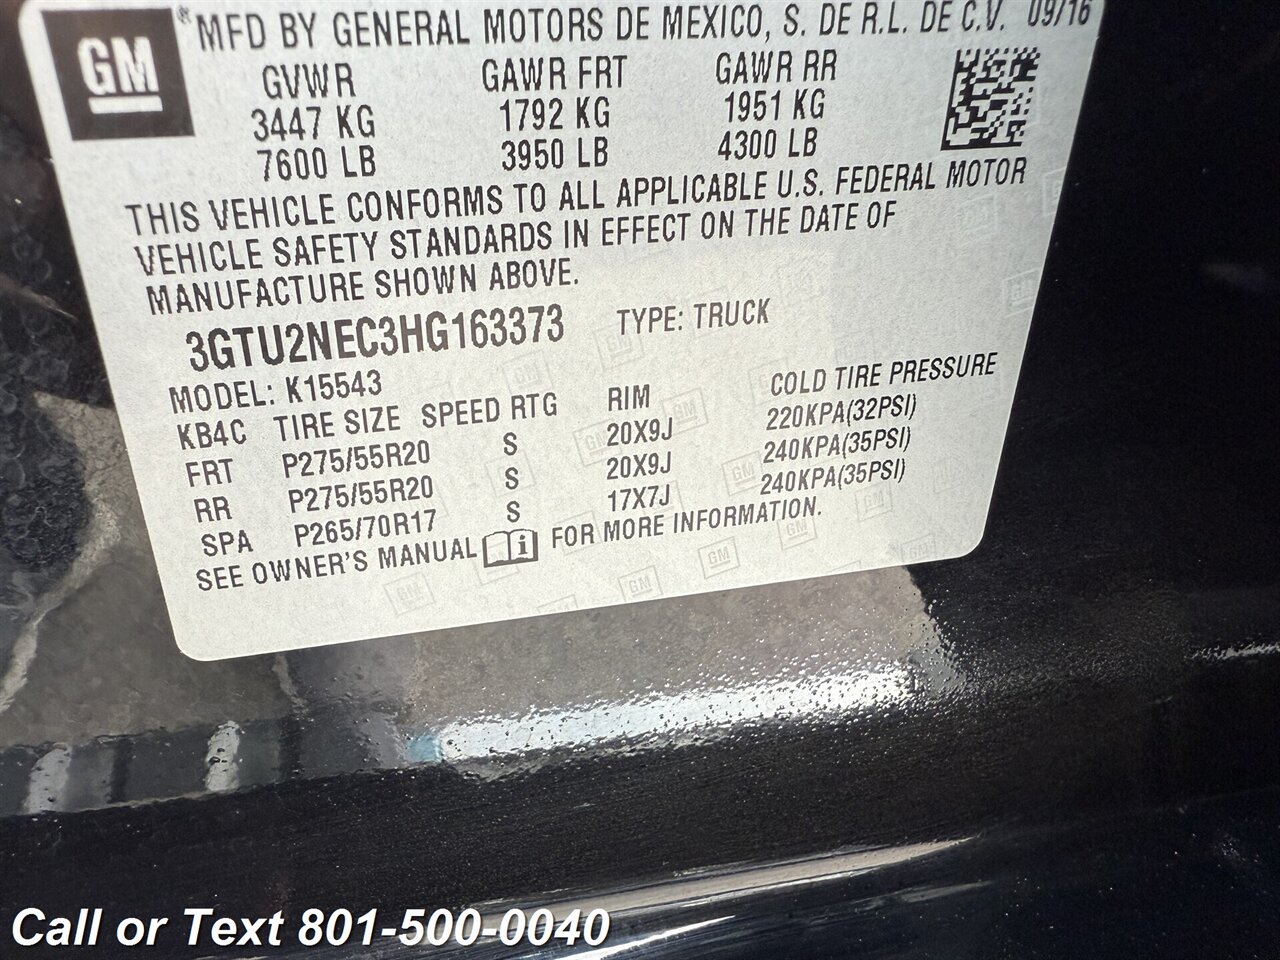 GM
® MFD BY GENERAL MOTORS DE MEXICO, S. DE R.L. DE C.V. 09/16
GVWR GAWR FRT GAWR RR
3447 KG 1792 KG 1951 KG
7600 LB 3950 LB 4300 LB
THIS VEHICLE CONFORMS TO ALL APPLICABLE U.S. FEDERAL MOTOR
VEHICLE SAFETY STANDARDS IN EFFECT ON THE DATE OF
MANUFACTURE SHOWN ABOVE.
3GTU2NEC3HG163373 TYPE: TRUCK
MODEL: K15543
KB4C TIRE SIZE SPEED RTG RIM COLD TIRE PRESSURE
FRT P275/55R20 S 20X9J 220KPA(32PSI)
RR P275/55R20 S 20X9J 240KPA(35PSI)
SPA P265/70R17 S 17X7J 240KPA(35PSI)
SEE OWNER'S MANUAL i FOR MORE INFORMATION.
Call or Text 801-500-0040